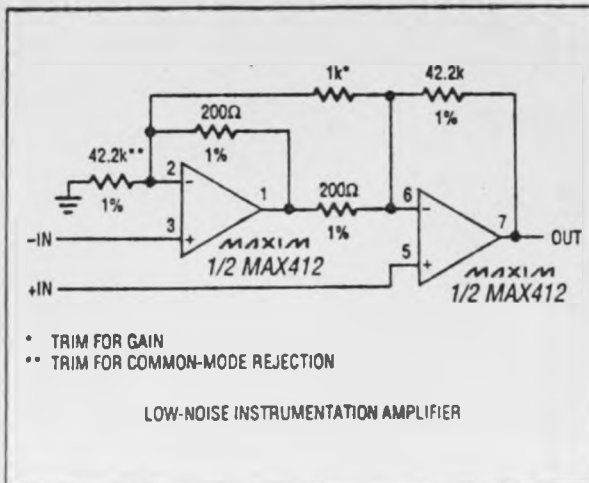 1k*
42.2k
1%
200Ω
1%
42.2k**
1%
2
−
1
3
+
200Ω
1%
6
−
7
5
+
OUT
−IN
+IN
MAXIM
1/2 MAX412
MAXIM
1/2 MAX412
* TRIM FOR GAIN
** TRIM FOR COMMON-MODE REJECTION
LOW-NOISE INSTRUMENTATION AMPLIFIER